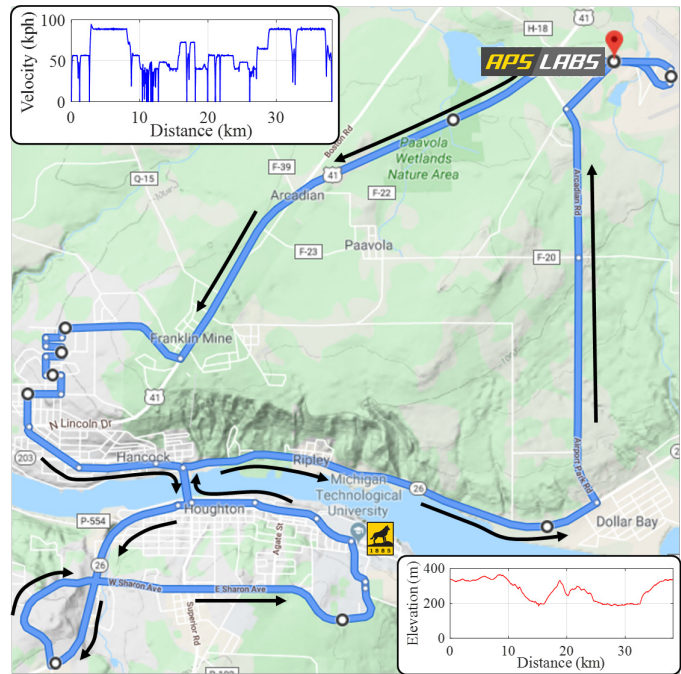 100
50
0
Velocity (kph)
0 10 20 30
Distance (km)
41
H-18
APS LABS
Boston Rd
Paavola
Wetlands
Nature Area
F-39
41
Q-15
Arcadian
F-22
Arcadian Rd
F-23
Paavola
F-20
Franklin Mine
41
N Lincoln Dr
203
Hancock
Ripley
Airport Park Rd
Michigan
Technological
University
26
P-554
Houghton
Agate St
Dollar Bay
1885
26
W Sharon Ave
E Sharon Ave
Superior Rd
400
200
0
Elevation (m)
0 10 20 30
Distance (km)